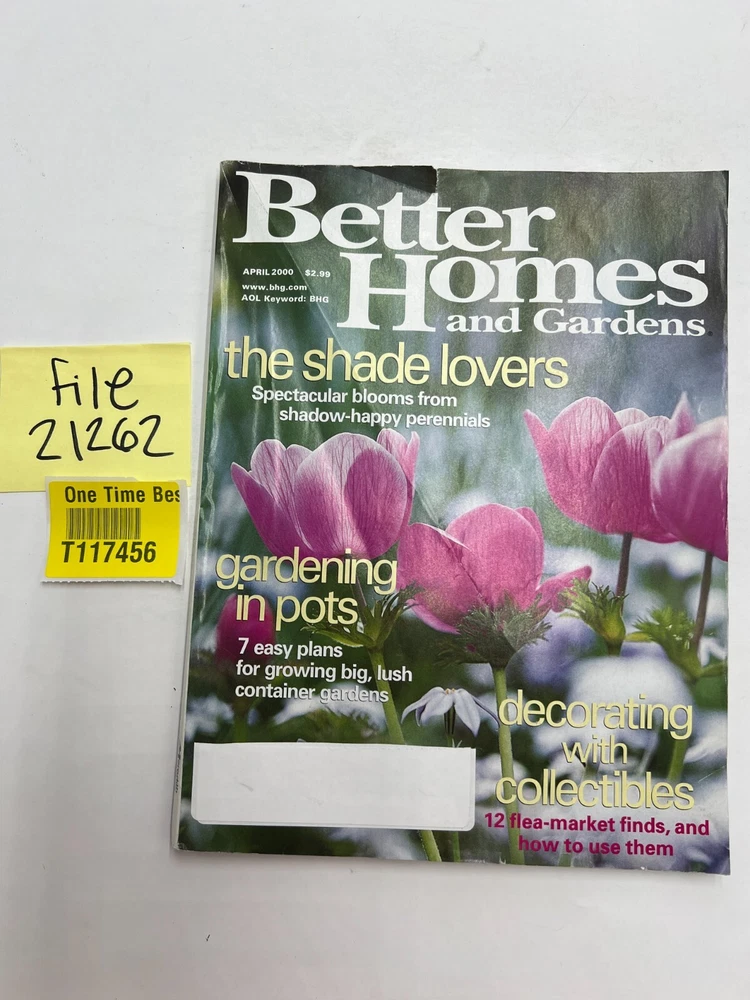 Better
Homes
and Gardens
APRIL 2000 $2.99
www.bhg.com
AOL Keyword: BHG
the shade lovers
Spectacular blooms from
shadow-happy perennials
File
21262
One Time Bes
T117456
gardening
in pots
7 easy plans
for growing big, lush
container gardens
decorating
with
collectibles
12 flea-market finds, and
how to use them